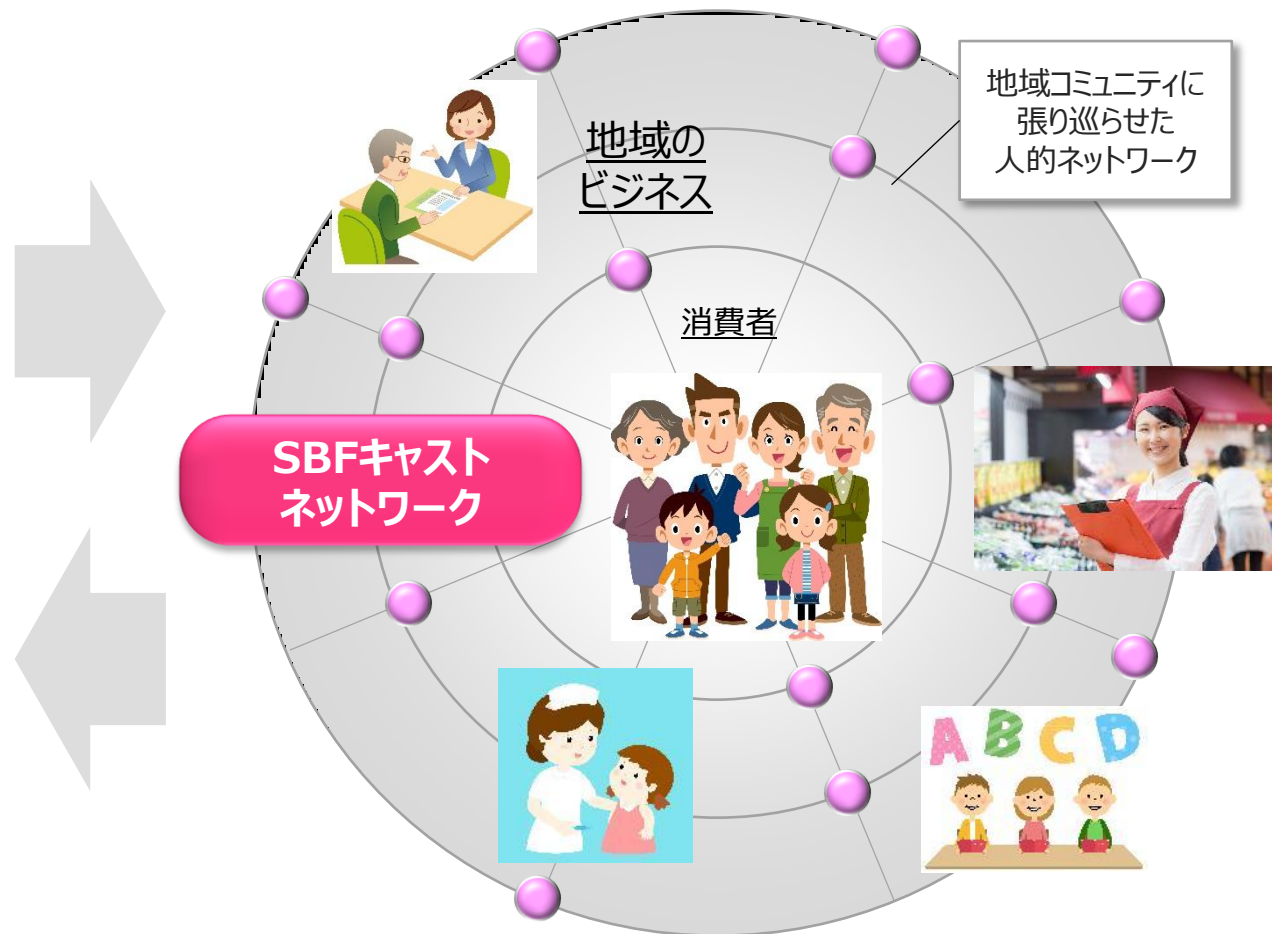 地域コミュニティに
張り巡らせた
人的ネットワーク
地域の
ビジネス
消費者
SBFキャスト
ネットワーク
A B C D